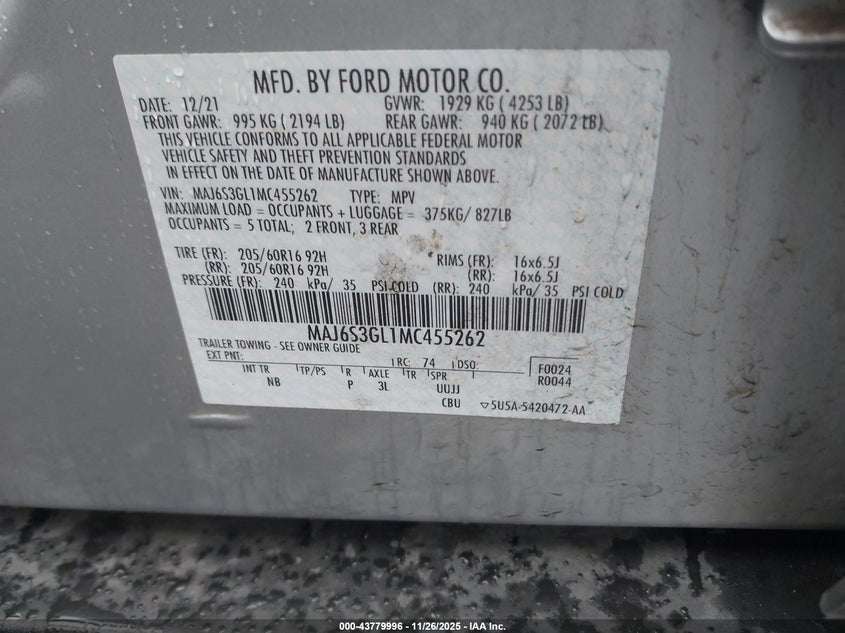 MFD. BY FORD MOTOR CO.
DATE: 12/21 GVWR: 1929 KG ( 4253 LB)
FRONT GAWR: 995 KG ( 2194 LB) REAR GAWR: 940 KG ( 2072 LB)
THIS VEHICLE CONFORMS TO ALL APPLICABLE FEDERAL MOTOR
VEHICLE SAFETY AND THEFT PREVENTION STANDARDS
IN EFFECT ON THE DATE OF MANUFACTURE SHOWN ABOVE.
VIN: MAJ6S3GL1MC455262 TYPE: MPV
MAXIMUM LOAD = OCCUPANTS + LUGGAGE = 375KG/ 827LB
OCCUPANTS = 5 TOTAL; 2 FRONT, 3 REAR
TIRE (FR): 205/60R16 92H RIMS (FR): 16x6.5J
(RR): 205/60R16 92H (RR): 16x6.5J
PRESSURE (FR): 240 kPa/ 35 PSI COLD (RR): 240 kPa/ 35 PSI COLD
MAJ6S3GL1MC455262
TRAILER TOWING - SEE OWNER GUIDE
EXT PNT: RC: 74 DSO: F0024
INT TR TP/PS R AXLE TR SPR R0044
NB P 3L UUJJ
CBU 5U5A-5420472-AA
000-43779996 - 11/26/2025 - IAA Inc.